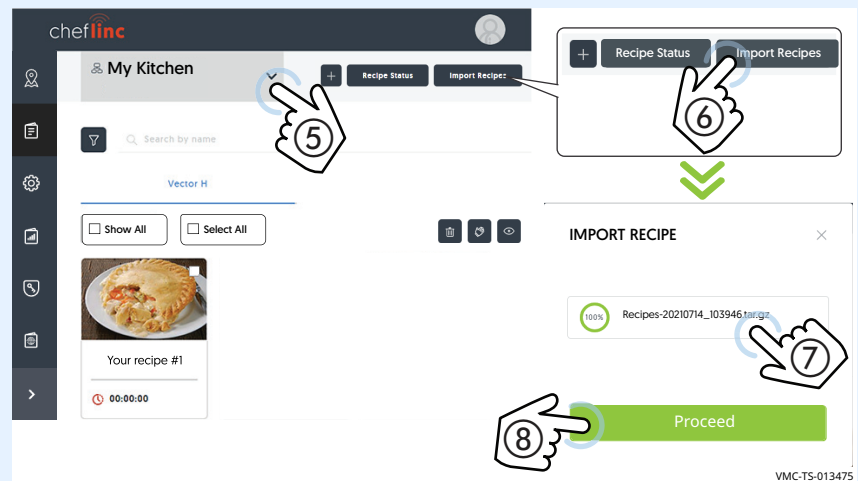 cheflinc
My Kitchen
+ Recipe Status Import Recipes
5
Search by name
Vector H
Show All Select All
Your recipe #1
00:00:00
+ Recipe Status Import Recipes
6
IMPORT RECIPE
100% Recipes-20210714_103946.tar.gz
7
Proceed
8
VMC-TS-013475